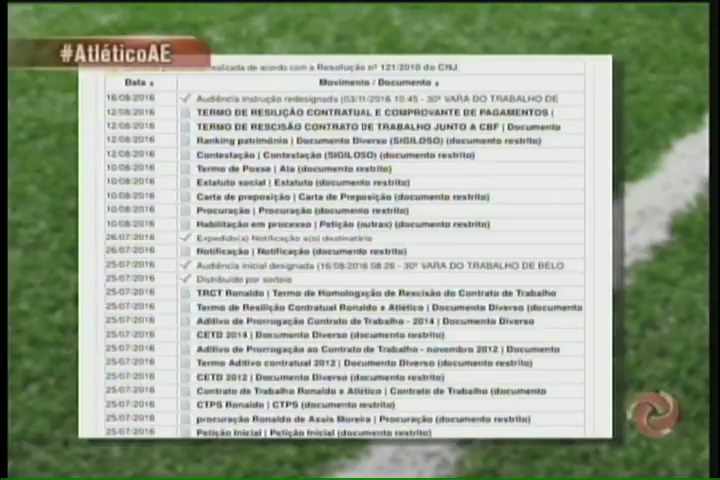 #AtléticoAE
realizada de acordo com a Resolução nº 121/2010 do CNJ.
Data Movimento / Documento
16/08/2016 Audiência instrução redesignada (03/11/2016 10:45 - 30ª VARA DO TRABALHO DE
12/08/2016 TERMO DE RESILIÇÃO CONTRATUAL E COMPROVANTE DE PAGAMENTOS |
12/08/2016 TERMO DE RESCISÃO CONTRATO DE TRABALHO JUNTO A CBF | Documento
12/08/2016 Ranking patrimônio | Documento Diverso (SIGILOSO) (documento restrito)
12/08/2016 Contestação | Contestação (SIGILOSO) (documento restrito)
10/08/2016 Termo de Posse | Ata (documento restrito)
10/08/2016 Estatuto social | Estatuto (documento restrito)
10/08/2016 Carta de preposição | Carta de Preposição (documento restrito)
10/08/2016 Procuração | Procuração (documento restrito)
10/08/2016 Habilitação em processo | Petição (outras) (documento restrito)
26/07/2016 Expedido(a) Notificação a(o) destinatário
26/07/2016 Notificação | Notificação (documento restrito)
25/07/2016 Audiência inicial designada (16/08/2016 08:28 - 30ª VARA DO TRABALHO DE BELO
25/07/2016 Distribuído por sorteio
25/07/2016 TRCT Ronaldo | Termo de Homologação de Rescisão do Contrato de Trabalho
25/07/2016 Termo de Resilição Contratual Ronaldo x Atlético | Documento Diverso (documento
25/07/2016 Aditivo de Prorrogação Contrato de Trabalho - 2014 | Documento Diverso
25/07/2016 CETD 2014 | Documento Diverso (documento restrito)
25/07/2016 Aditivo de Prorrogação ao Contrato de Trabalho - novembro 2012 | Documento
25/07/2016 Termo Aditivo contratual 2012 | Documento Diverso (documento restrito)
25/07/2016 CETD 2012 | Documento Diverso (documento restrito)
25/07/2016 Contrato de Trabalho Ronaldo x Atlético | Contrato de Trabalho (documento
25/07/2016 CTPS Ronaldo | CTPS (documento restrito)
25/07/2016 procuração Ronaldo de Assis Moreira | Procuração (documento restrito)
25/07/2016 Petição Inicial | Petição Inicial (documento restrito)